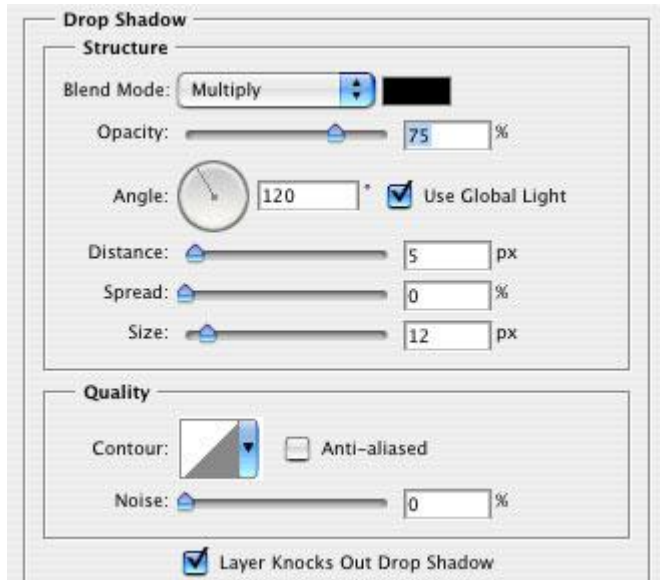 Drop Shadow
Structure
Blend Mode: Multiply
Opacity: 75 %
Angle: 120 ° Use Global Light
Distance: 5 px
Spread: 0 %
Size: 12 px
Quality
Contour: Anti-aliased
Noise: 0 %
Layer Knocks Out Drop Shadow